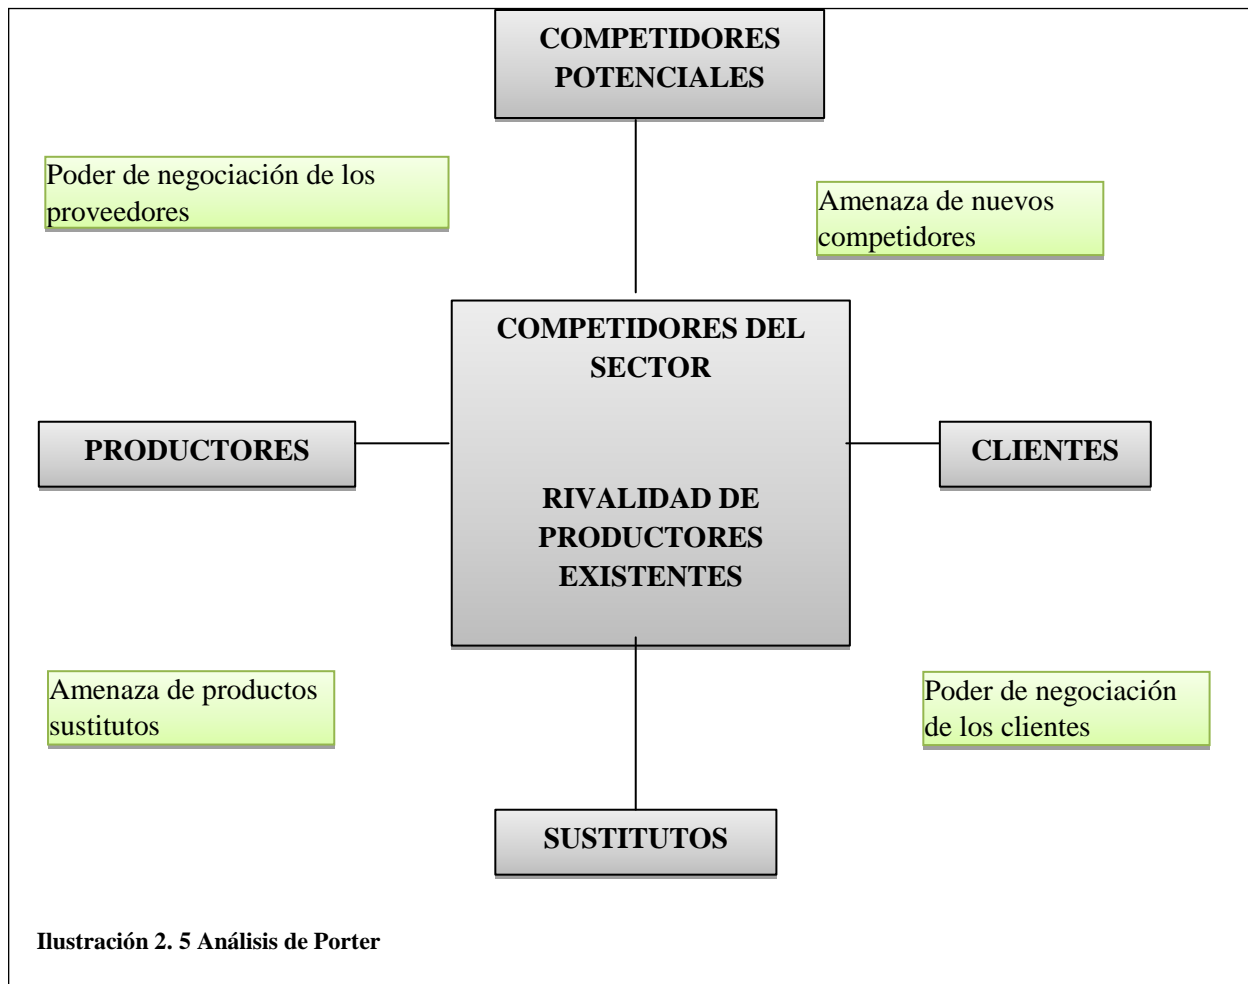 COMPETIDORES
POTENCIALES
Poder de negociación de los
proveedores
Amenaza de nuevos
competidores
COMPETIDORES DEL
SECTOR
RIVALIDAD DE
PRODUCTORES
EXISTENTES
PRODUCTORES
CLIENTES
Amenaza de productos
sustitutos
Poder de negociación
de los clientes
SUSTITUTOS
Ilustración 2. 5 Análisis de Porter